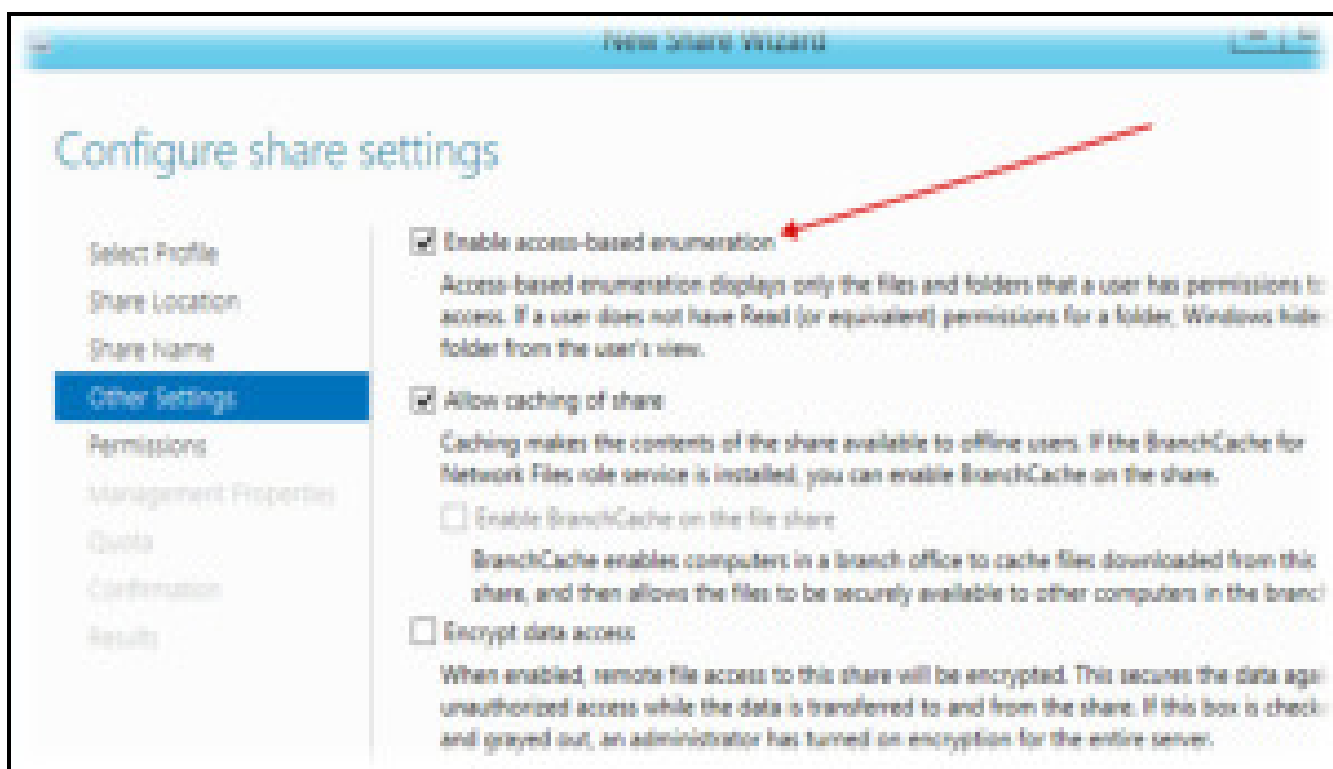 New Share Wizard
Configure share settings
Select Profile
Share Location
Share Name
Other Settings
Permissions
Management Properties
Quota
Confirmation
Results
Enable access-based enumeration
Access-based enumeration displays only the files and folders that a user has permissions to
access. If a user does not have Read (or equivalent) permissions for a folder, Windows hide
folder from the user's view.
Allow caching of share
Caching makes the contents of the share available to offline users. If the BranchCache for
Network Files role service is installed, you can enable BranchCache on the share.
Enable BranchCache on the file share
BranchCache enables computers in a branch office to cache files downloaded from this
share, and then allows the files to be securely available to other computers in the branc
Encrypt data access
When enabled, remote file access to this share will be encrypted. This secures the data agai
unauthorized access while the data is transferred to and from the share. If this box is check
and grayed out, an administrator has turned on encryption for the entire server.